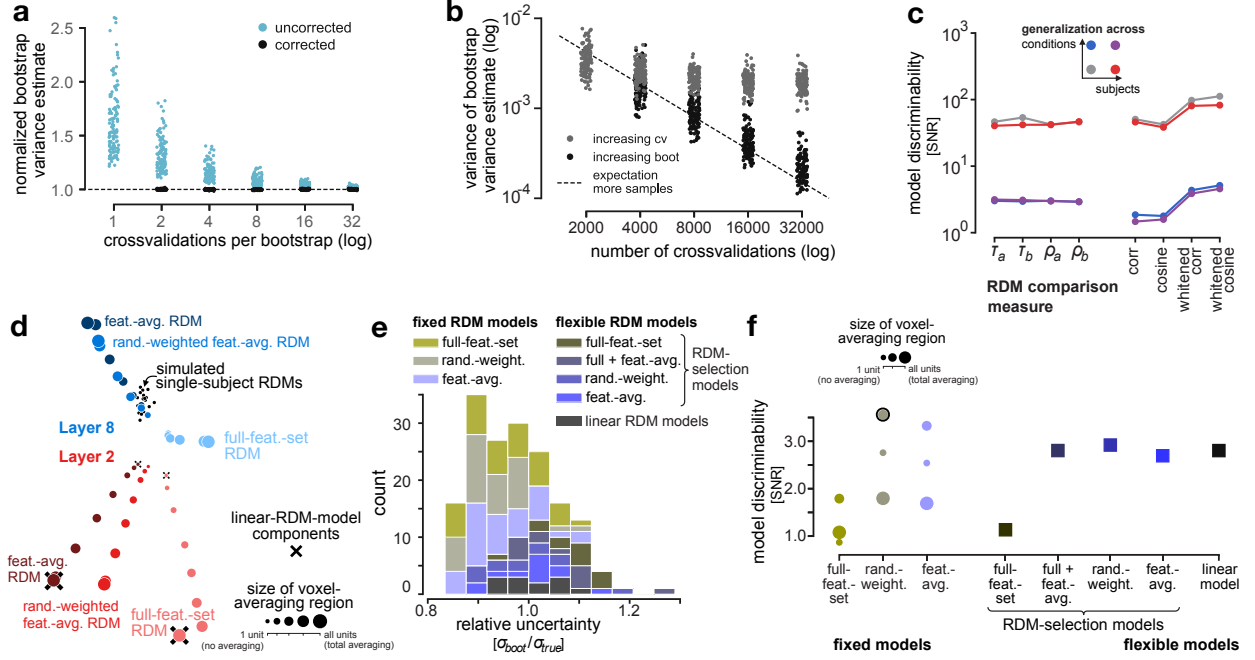 a
2.5
2.0
1.5
1.0
normalized bootstrap
variance estimate
uncorrected
corrected
1
2
4
8
16
32
crossvalidations per bootstrap (log)
b
10⁻²
10⁻³
10⁻⁴
variance of bootstrap
variance estimate (log)
increasing cv
increasing boot
expectation
more samples
2000
4000
8000
16000
32000
number of crossvalidations (log)
c
generalization across
conditions
subjects
10³
10²
10¹
10⁰
model discriminability
[SNR]
τa
τb
ρa
ρb
corr
cosine
whitened
corr
whitened
cosine
RDM comparison
measure
d
feat.-avg. RDM
rand.-weighted feat.-avg. RDM
simulated
single-subject RDMs
Layer 8
full-feat.-set
RDM
Layer 2
linear-RDM-model
components
feat.-avg.
RDM
rand.-weighted
feat.-avg. RDM
full-feat.-set
RDM
size of voxel-
averaging region
1 unit
(no averaging)
all units
(total averaging)
e
fixed RDM models
full-feat.-set
rand.-weight.
feat.-avg.
flexible RDM models
full-feat.-set
full + feat.-avg.
rand.-weight.
feat.-avg.
linear RDM models
RDM-
selection
models
30
20
10
0
count
0.8
1.0
1.2
relative uncertainty
[σboot/σtrue]
f
size of voxel-
averaging region
1 unit
(no averaging)
all units
(total averaging)
3.0
2.0
1.0
model discriminability
[SNR]
full-
feat.-
set
rand.-
weight.
feat.-
avg.
full-
feat.-
set
full +
feat.-
avg.
rand.-
weight.
feat.-
avg.
linear
model
RDM-selection models
fixed models
flexible models